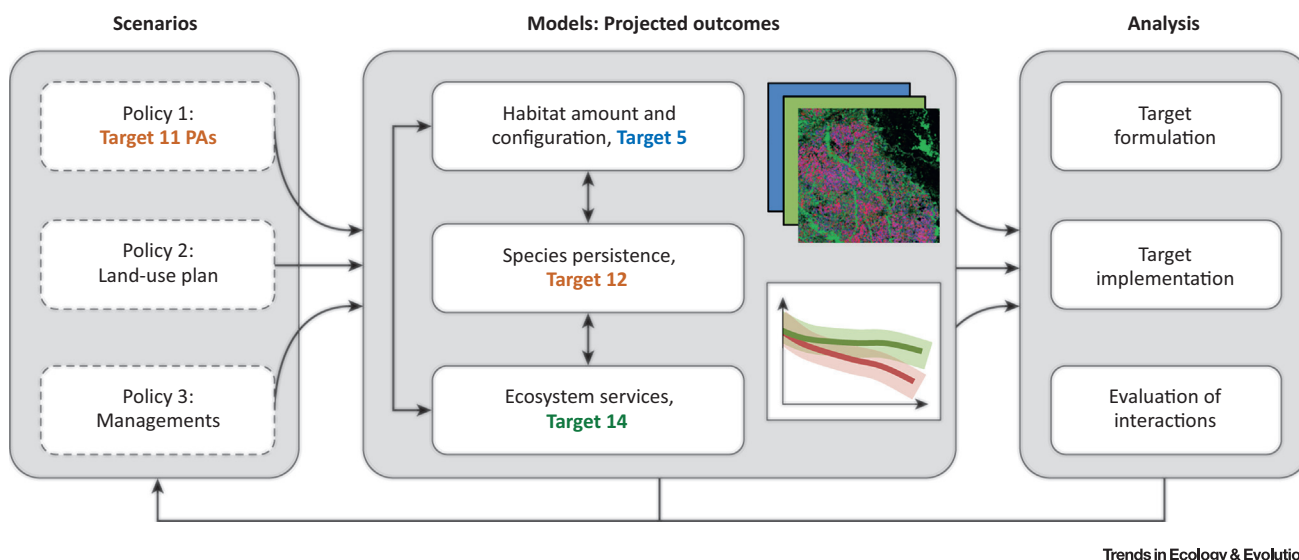 Scenarios
Models: Projected outcomes
Analysis
Policy 1:
Target 11 PAs
Policy 2:
Land-use plan
Policy 3:
Managements
Habitat amount and
configuration, Target 5
Species persistence,
Target 12
Ecosystem services,
Target 14
Target
formulation
Target
implementation
Evaluation of
interactions
Trends in Ecology & Evolutio